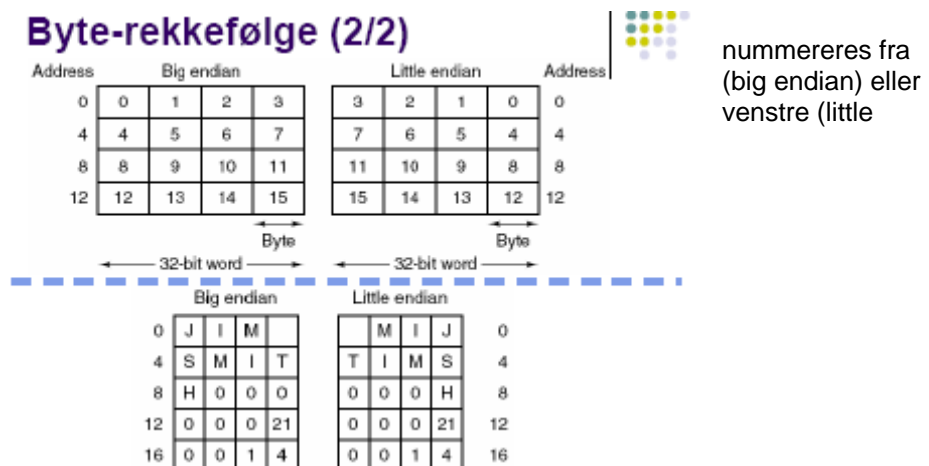 Byte-rekkefølge (2/2)
nummereres fra
(big endian) eller
venstre (little
Address Big endian Little endian Address
0 0 1 2 3 3 2 1 0 0
4 4 5 6 7 7 6 5 4 4
8 8 9 10 11 11 10 9 8 8
12 12 13 14 15 15 14 13 12 12
Byte Byte
32-bit word 32-bit word
Big endian Little endian
0 J I M M I J 0
4 S M I T T I M S 4
8 H 0 0 0 0 0 0 H 8
12 0 0 0 21 0 0 0 21 12
16 0 0 1 4 0 0 1 4 16